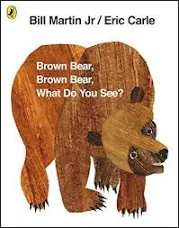 Bill Martin Jr / Eric Carle
Brown Bear,
Brown Bear,
What Do You See?